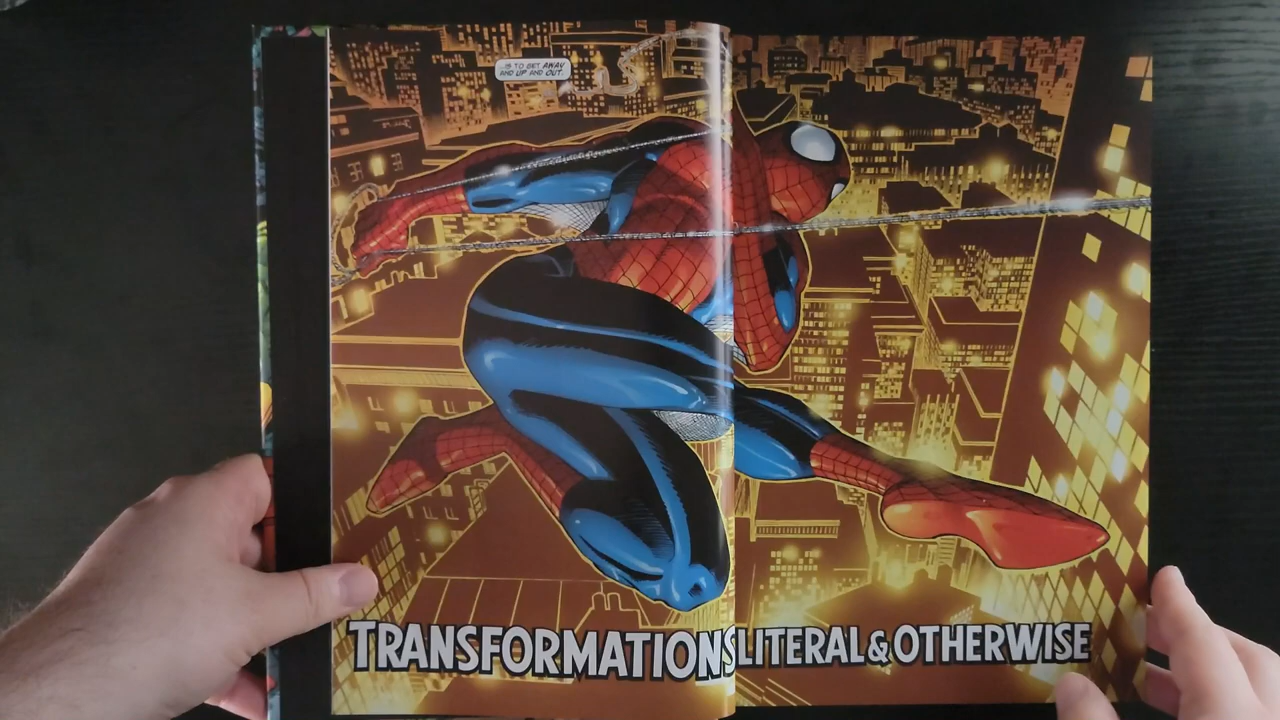 ...IS TO GET AWAY
AND UP AND OUT.
TRANSFORMATIONS LITERAL & OTHERWISE